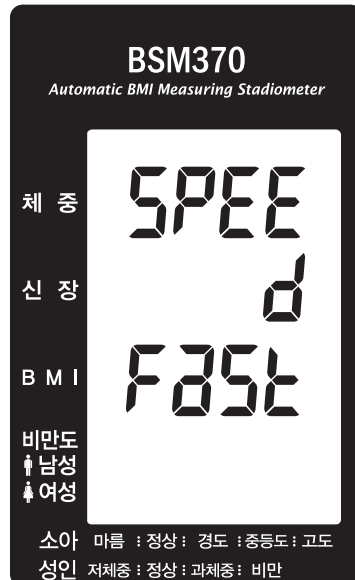 BSM370
Automatic BMI Measuring Stadiometer
체 중 SPEE
신 장 d
B M I FaSt
비만도
남성
여성
소아 마름 : 정상 : 경도 : 중등도 : 고도
성인 저체중 : 정상 : 과체중 : 비만